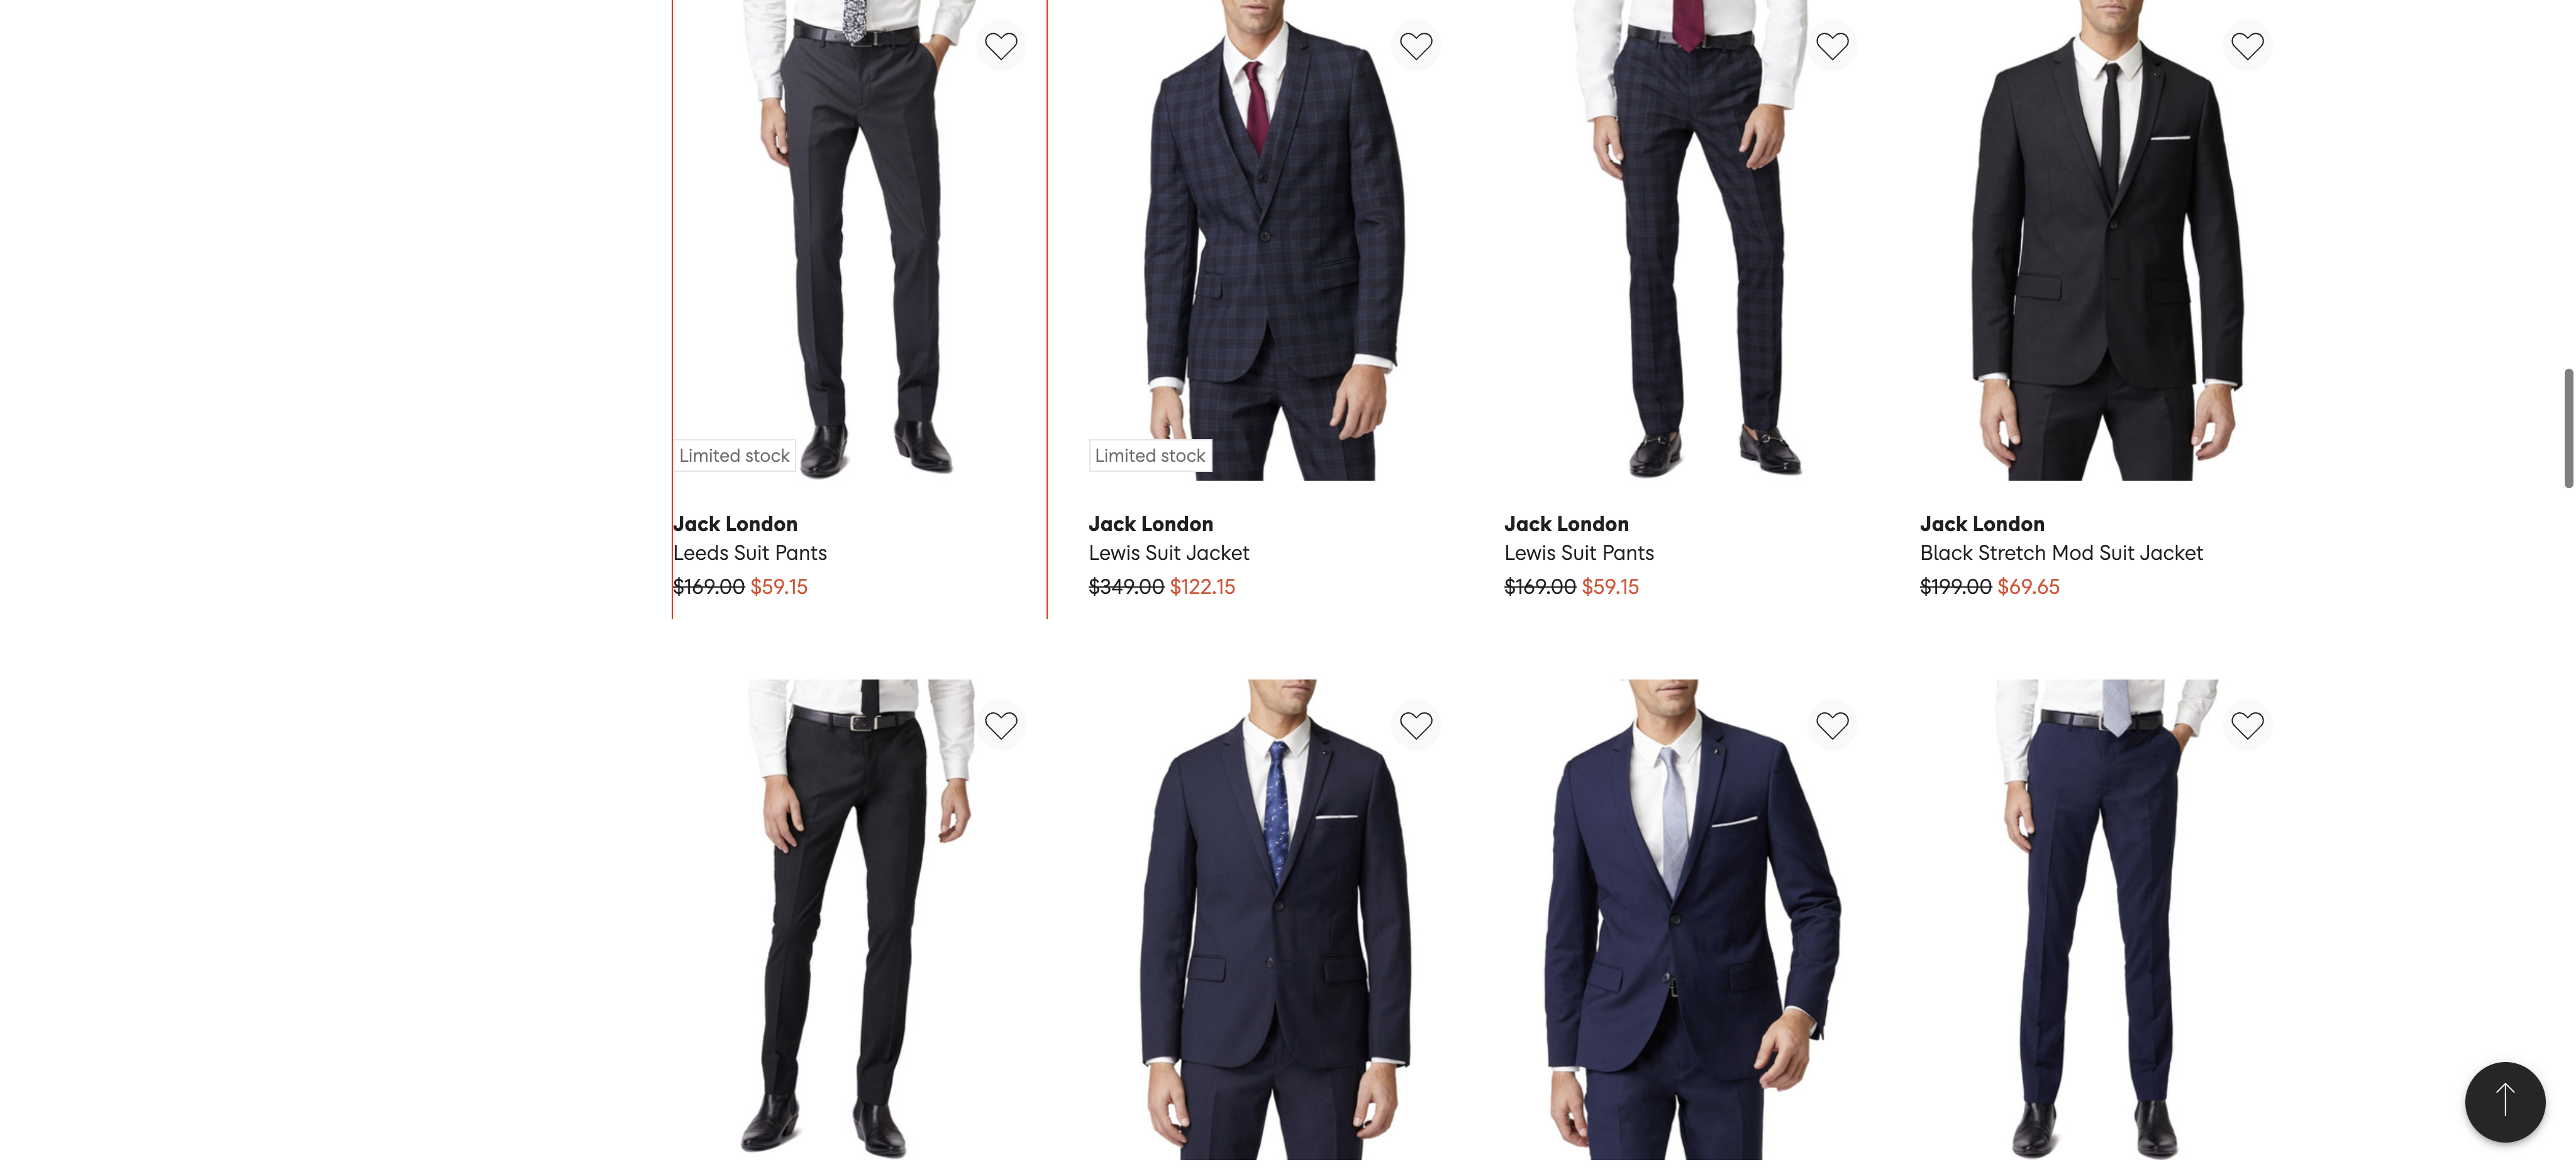 Limited stock
Limited stock
Jack London
Leeds Suit Pants
$169.00 $59.15
Jack London
Lewis Suit Jacket
$349.00 $122.15
Jack London
Lewis Suit Pants
$169.00 $59.15
Jack London
Black Stretch Mod Suit Jacket
$199.00 $69.65